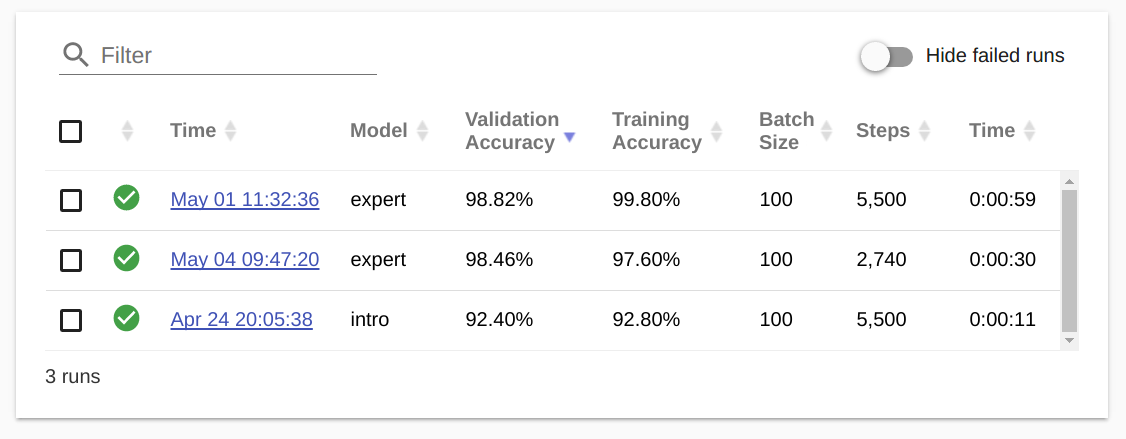 Filter
Hide failed runs
Time Model Validation Accuracy Training Accuracy Batch Size Steps Time
May 01 11:32:36 expert 98.82% 99.80% 100 5,500 0:00:59
May 04 09:47:20 expert 98.46% 97.60% 100 2,740 0:00:30
Apr 24 20:05:38 intro 92.40% 92.80% 100 5,500 0:00:11
3 runs